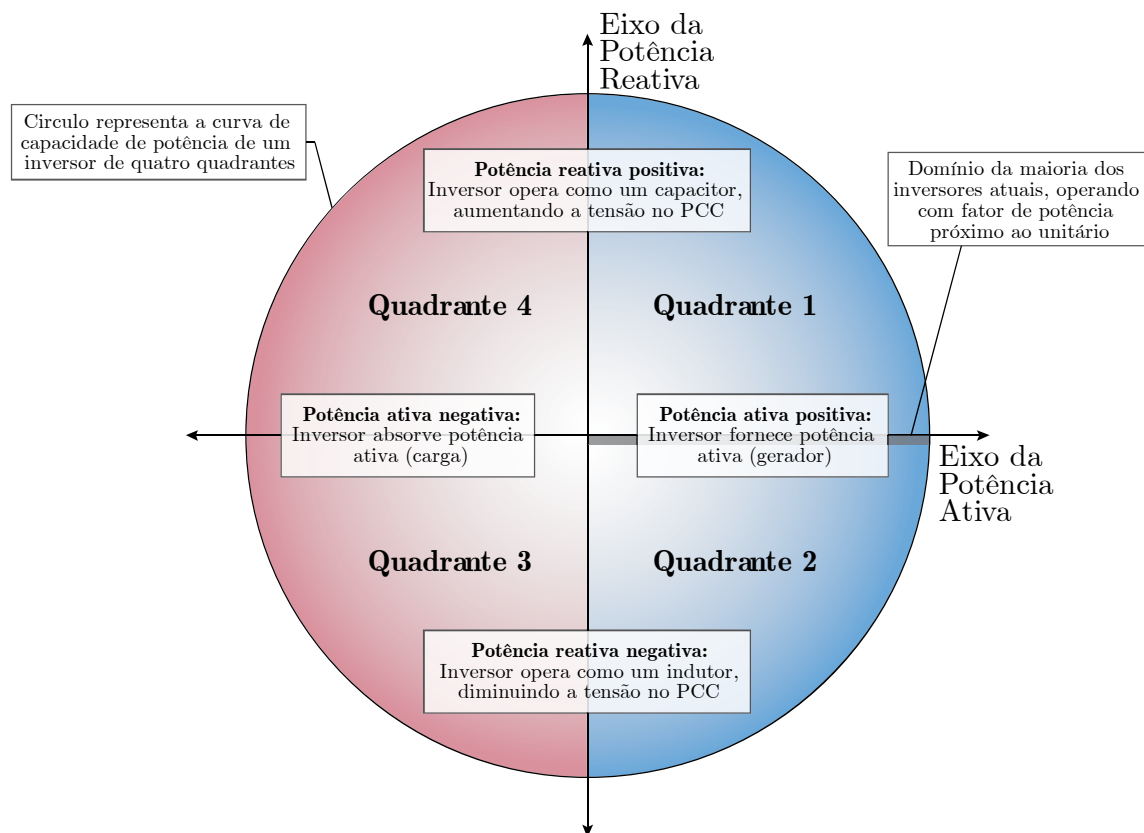 Eixo da
Potência
Reativa
Circulo representa a curva de
capacidade de potência de um
inversor de quatro quadrantes
Potência reativa positiva:
Inversor opera como um capacitor,
aumentando a tensão no PCC
Domínio da maioria dos
inversores atuais, operando
com fator de potência
próximo ao unitário
Quadrante 4
Quadrante 1
Potência ativa negativa:
Inversor absorve potência
ativa (carga)
Potência ativa positiva:
Inversor fornece potência
ativa (gerador)
Eixo da
Potência
Ativa
Quadrante 3
Quadrante 2
Potência reativa negativa:
Inversor opera como um indutor,
diminuindo a tensão no PCC